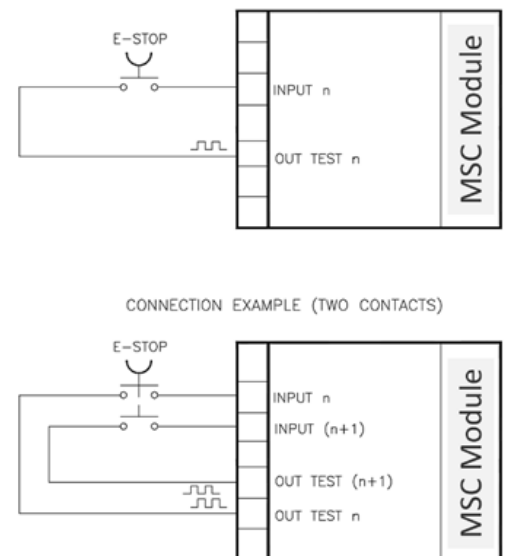 E-STOP
INPUT n
OUT TEST n
MSC Module
CONNECTION EXAMPLE (TWO CONTACTS)
E-STOP
INPUT n
INPUT (n+1)
OUT TEST (n+1)
OUT TEST n
MSC Module